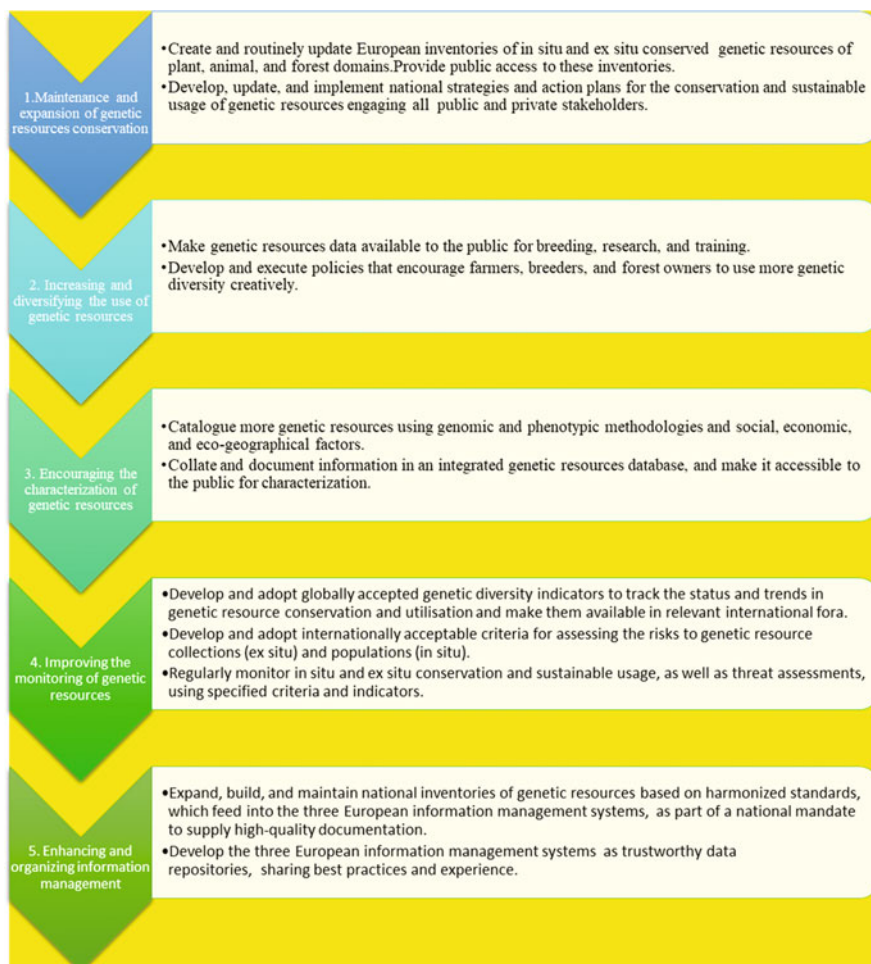 1.Maintenance and
expansion of genetic
resources conservation
•Create and routinely update European inventories of in situ and ex situ conserved genetic resources of
plant, animal, and forest domains.Provide public access to these inventories.
•Develop, update, and implement national strategies and action plans for the conservation and sustainable
usage of genetic resources engaging all public and private stakeholders.
2. Increasing and
diversifying the use of
genetic resources
•Make genetic resources data available to the public for breeding, research, and training.
•Develop and execute policies that encourage farmers, breeders, and forest owners to use more genetic
diversity creatively.
3. Encouraging the
characterization of
genetic resources
•Catalogue more genetic resources using genomic and phenotypic methodologies and social, economic,
and eco-geographical factors.
•Collate and document information in an integrated genetic resources database, and make it accessible to
the public for characterization.
4. Improving the
monitoring of genetic
resources
•Develop and adopt globally accepted genetic diversity indicators to track the status and trends in
genetic resource conservation and utilisation and make them available in relevant international fora.
•Develop and adopt internationally acceptable criteria for assessing the risks to genetic resource
collections (ex situ) and populations (in situ).
•Regularly monitor in situ and ex situ conservation and sustainable usage, as well as threat assessments,
using specified criteria and indicators.
5. Enhancing and
organizing information
management
•Expand, build, and maintain national inventories of genetic resources based on harmonized standards,
which feed into the three European information management systems, as part of a national mandate
to supply high-quality documentation.
•Develop the three European information management systems as trustworthy data
repositories, sharing best practices and experience.